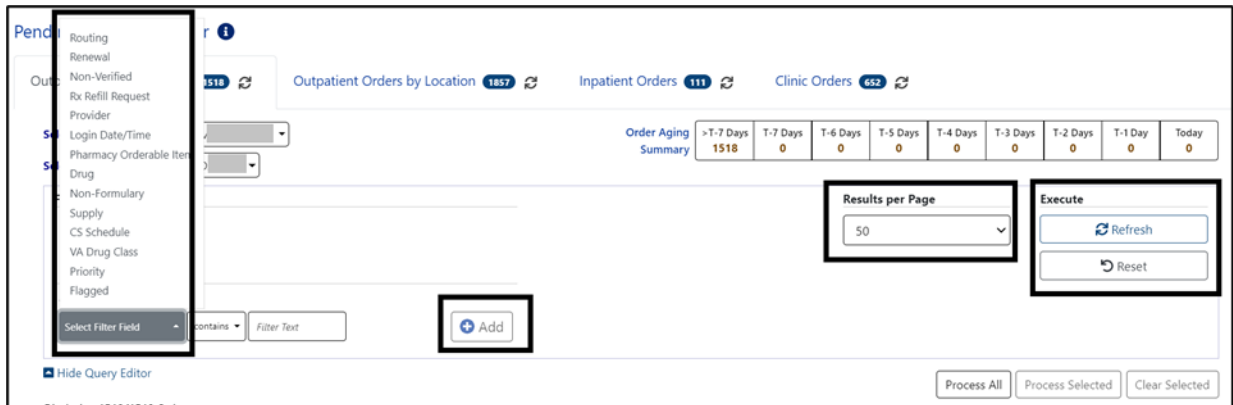 Pend r
Routing
Renewal
Non-Verified
Rx Refill Request
Provider
Login Date/Time
Pharmacy Orderable Iten
Drug
Non-Formulary
Supply
CS Schedule
VA Drug Class
Priority
Flagged
Select Filter Field
contains
Filter Text
Add
Out 1518
Outpatient Orders by Location 1857
Inpatient Orders 111
Clinic Orders 652
Order Aging Summary
>T-7 Days T-7 Days T-6 Days T-5 Days T-4 Days T-3 Days T-2 Days T-1 Day Today
1518 0 0 0 0 0 0 0 0
Results per Page
50
Execute
Refresh
Reset
Hide Query Editor
Process All Process Selected Clear Selected